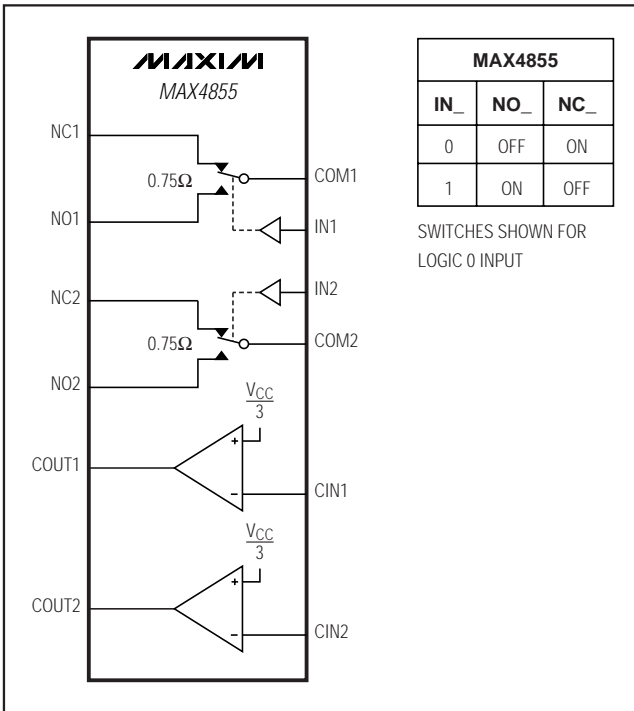 MAXIM
MAX4855
NC1
0.75Ω
COM1
NO1
IN1
NC2
IN2
0.75Ω
COM2
NO2
VCC
3
+
COUT1
–
CIN1
VCC
3
+
COUT2
–
CIN2
MAX4855
IN_ NO_ NC_
0 OFF ON
1 ON OFF
SWITCHES SHOWN FOR
LOGIC 0 INPUT